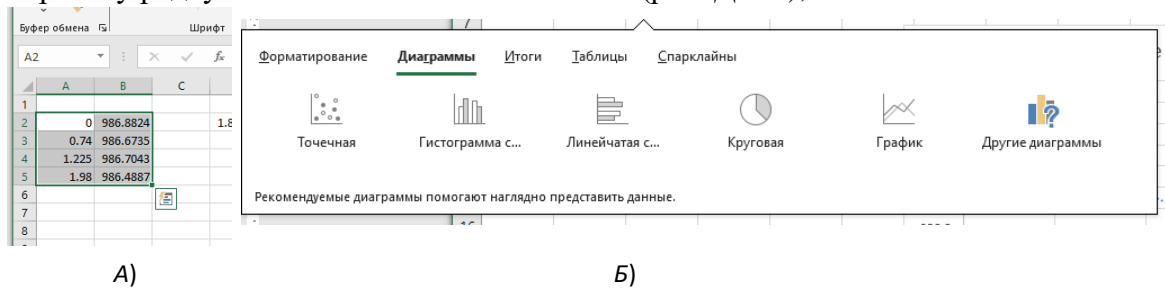 Буфер обмена
Шрифт
A2
fx
A B C
1
2 0 986.8824 1.8
3 0.74 986.6735
4 1.225 986.7043
5 1.98 986.4887
6
7
8
7
Форматирование Диаграммы Итоги Таблицы Спарклайны
Точечная Гистограмма с... Линейчатая с... Круговая График Другие диаграммы
Рекомендуемые диаграммы помогают наглядно представить данные.
16
А) Б)